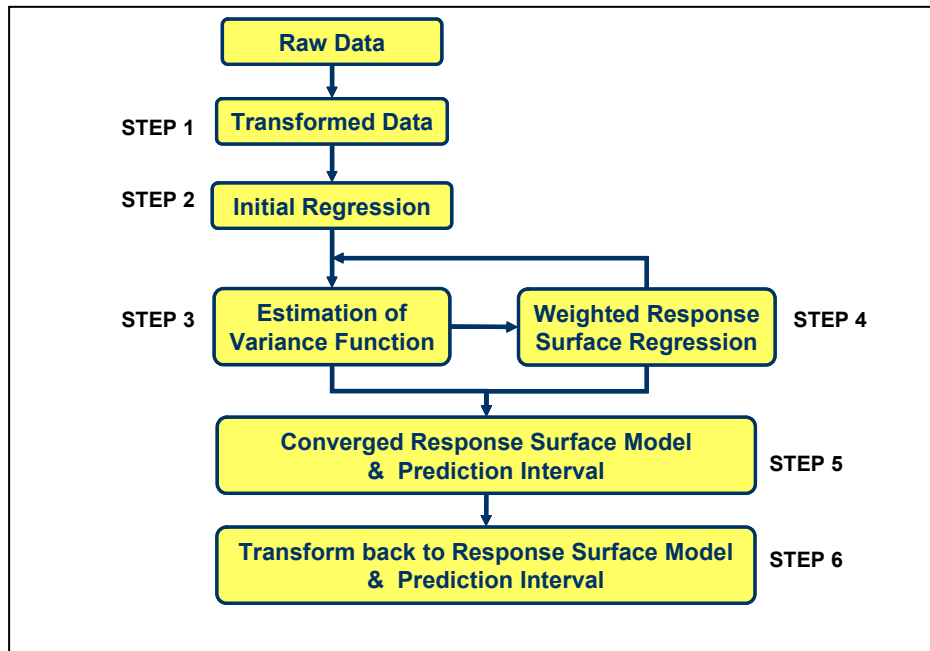 Raw Data
STEP 1
Transformed Data
STEP 2
Initial Regression
STEP 3
Estimation of
Variance Function
Weighted Response
Surface Regression
STEP 4
Converged Response Surface Model
& Prediction Interval
STEP 5
Transform back to Response Surface Model
& Prediction Interval
STEP 6